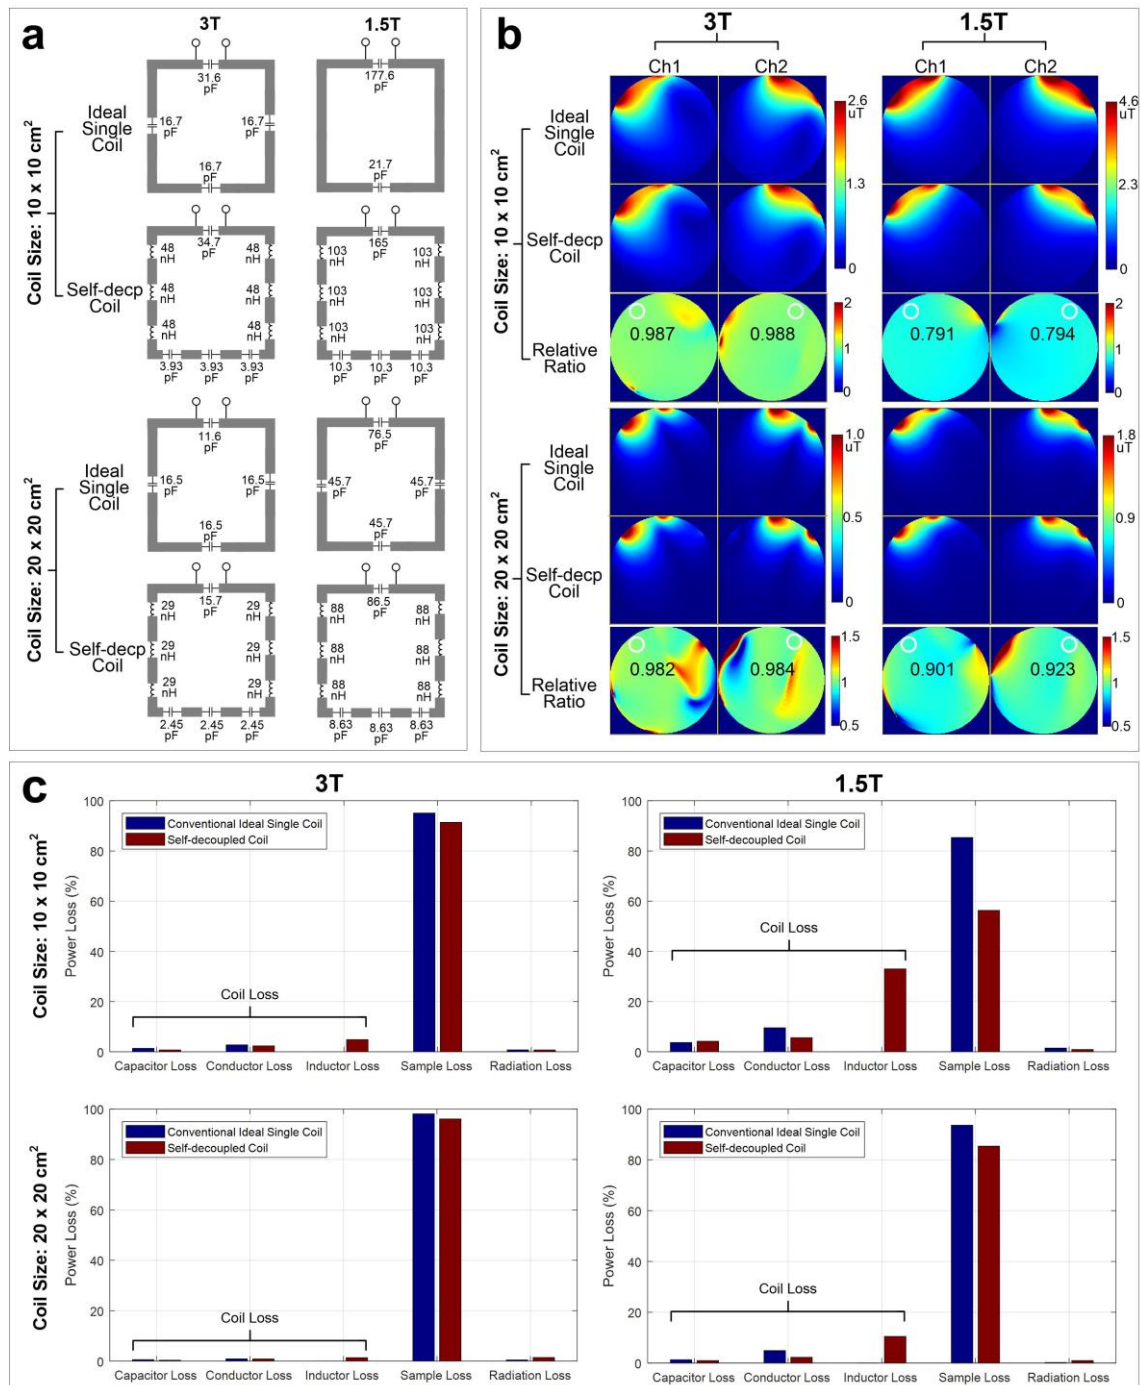 a
3T
1.5T
Coil Size: 10 x 10 cm²
Ideal
Single
Coil
31.6
pF
16.7
pF
16.7
pF
16.7
pF
177.6
pF
21.7
pF
Self-decp
Coil
34.7
pF
48
nH
48
nH
48
nH
48
nH
48
nH
48
nH
3.93
pF
3.93
pF
3.93
pF
165
pF
103
nH
103
nH
103
nH
103
nH
103
nH
103
nH
10.3
pF
10.3
pF
10.3
pF
Coil Size: 20 x 20 cm²
Ideal
Single
Coil
11.6
pF
16.5
pF
16.5
pF
16.5
pF
76.5
pF
45.7
pF
45.7
pF
45.7
pF
Self-decp
Coil
15.7
pF
29
nH
29
nH
29
nH
29
nH
29
nH
29
nH
2.45
pF
2.45
pF
2.45
pF
86.5
pF
88
nH
88
nH
88
nH
88
nH
88
nH
88
nH
8.63
pF
8.63
pF
8.63
pF
b
3T
1.5T
Ch1
Ch2
Ch1
Ch2
Coil Size: 10 x 10 cm²
Ideal
Single
Coil
Self-decp
Coil
Relative
Ratio
2.6
uT
1.3
0
4.6
uT
2.3
0
0.987
0.988
2
1
0
0.791
0.794
2
1
0
Coil Size: 20 x 20 cm²
Ideal
Single
Coil
Self-decp
Coil
Relative
Ratio
1.0
uT
0.5
0
1.8
uT
0.9
0
0.982
0.984
1.5
1
0.5
0.901
0.923
1.5
1
0.5
c
3T
1.5T
Coil Size: 10 x 10 cm²
Power Loss (%)
100
80
60
40
20
0
Conventional Ideal Single Coil
Self-decoupled Coil
Coil Loss
Capacitor Loss
Conductor Loss
Inductor Loss
Sample Loss
Radiation Loss
Power Loss (%)
100
80
60
40
20
0
Conventional Ideal Single Coil
Self-decoupled Coil
Coil Loss
Capacitor Loss
Conductor Loss
Inductor Loss
Sample Loss
Radiation Loss
Coil Size: 20 x 20 cm²
Power Loss (%)
100
80
60
40
20
0
Conventional Ideal Single Coil
Self-decoupled Coil
Coil Loss
Capacitor Loss
Conductor Loss
Inductor Loss
Sample Loss
Radiation Loss
Power Loss (%)
100
80
60
40
20
0
Conventional Ideal Single Coil
Self-decoupled Coil
Coil Loss
Capacitor Loss
Conductor Loss
Inductor Loss
Sample Loss
Radiation Loss